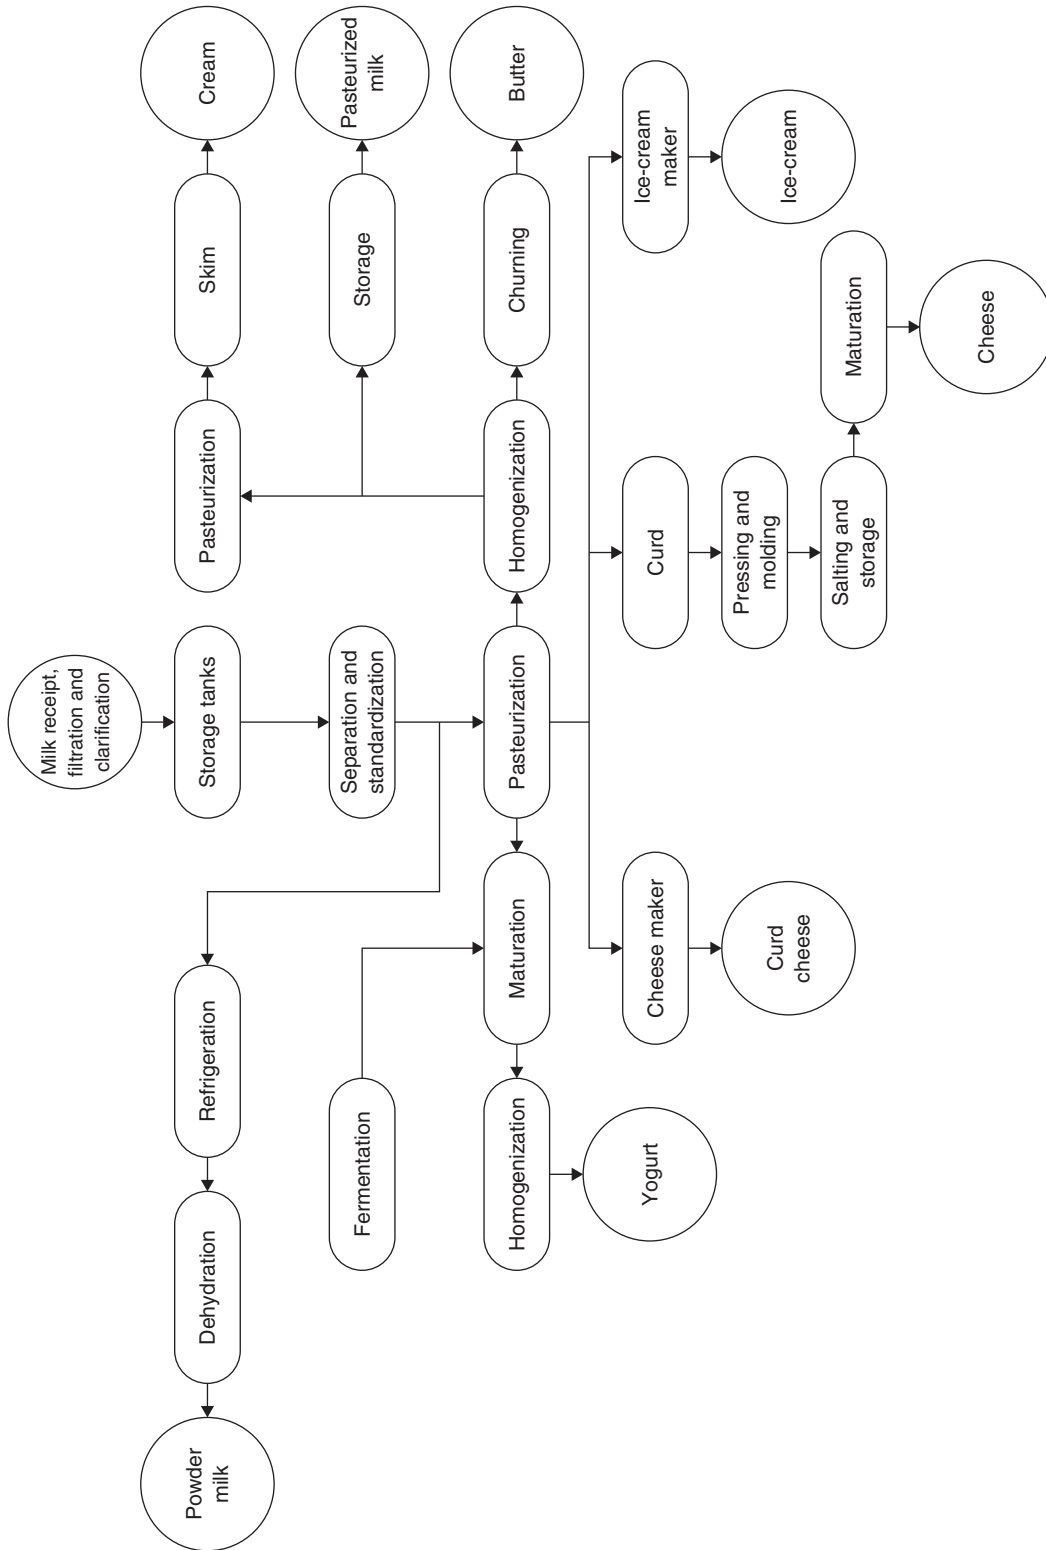 Milk receipt,
filtration and
clarification
Storage tanks
Separation and
standardization
Pasteurization
Refrigeration
Dehydration
Powder
milk
Fermentation
Maturation
Homogenization
Yogurt
Homogenization
Pasteurization
Skim
Cream
Storage
Pasteurized
milk
Churning
Butter
Cheese maker
Curd
cheese
Curd
Pressing and
molding
Salting and
storage
Maturation
Cheese
Ice-cream
maker
Ice-cream